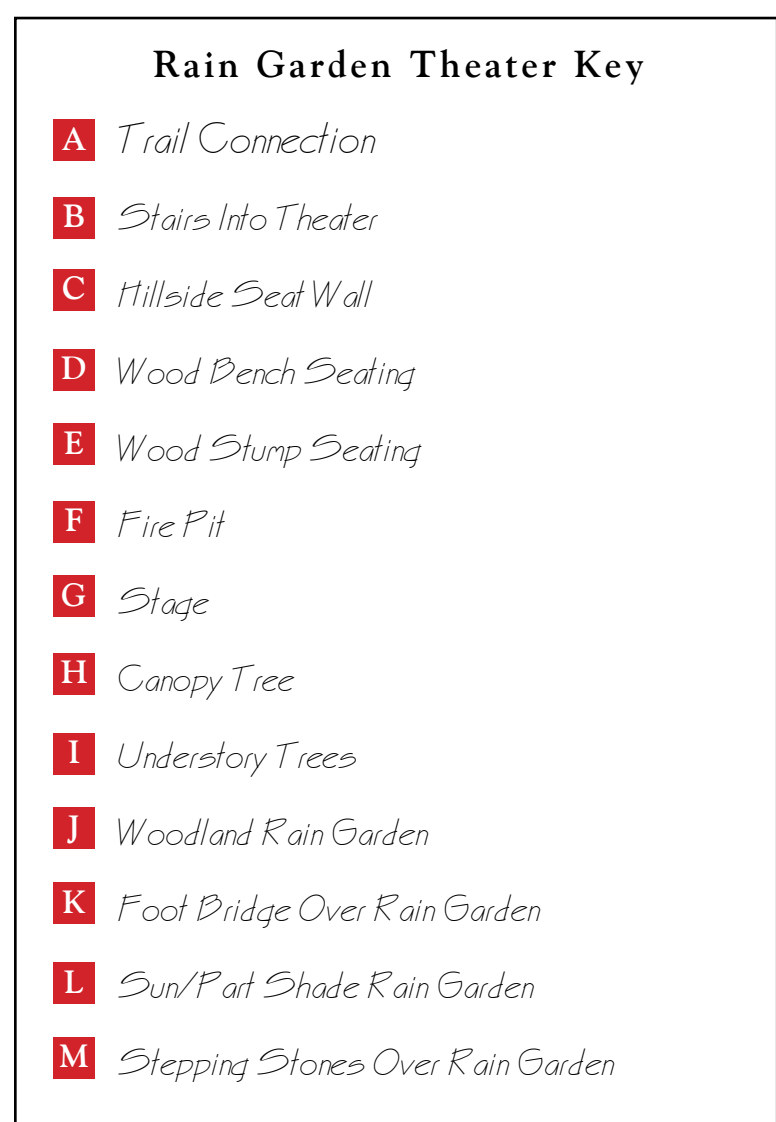 Rain Garden Theater Key
A Trail Connection
B Stairs Into Theater
C Hillside Seat Wall
D Wood Bench Seating
E Wood Stump Seating
F Fire Pit
G Stage
H Canopy Tree
I Understory Trees
J Woodland Rain Garden
K Foot Bridge Over Rain Garden
L Sun/Part Shade Rain Garden
M Stepping Stones Over Rain Garden